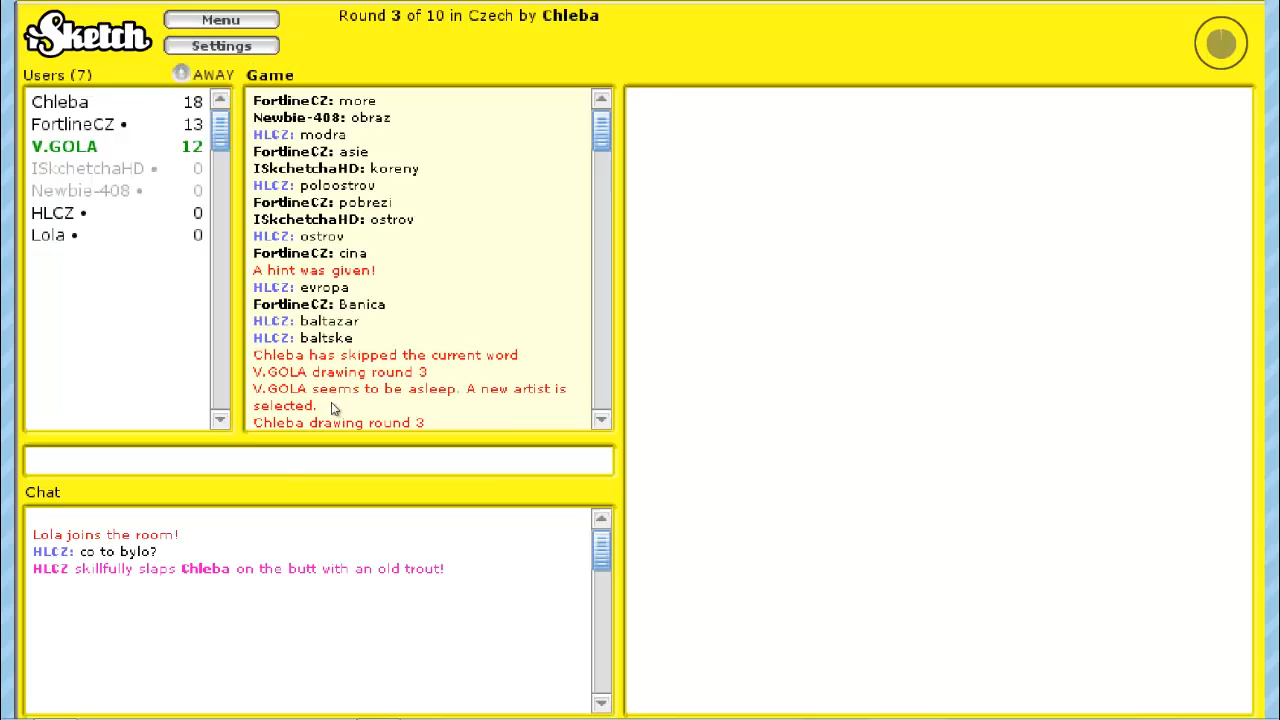 iSketch
Menu
Settings
Round 3 of 10 in Czech by Chleba
Users (7)
AWAY
Chleba 18
FortlineCZ • 13
V.GOLA 12
ISkchetchaHD • 0
Newbie-408 • 0
HLCZ • 0
Lola • 0
Game
FortlineCZ: more
Newbie-408: obraz
HLCZ: modra
FortlineCZ: asie
ISkchetchaHD: koreny
HLCZ: poloostrov
FortlineCZ: pobrezi
ISkchetchaHD: ostrov
HLCZ: ostrov
FortlineCZ: cina
A hint was given!
HLCZ: evropa
FortlineCZ: Banica
HLCZ: baltazar
HLCZ: baltske
Chleba has skipped the current word
V.GOLA drawing round 3
V.GOLA seems to be asleep. A new artist is
selected.
Chleba drawing round 3
Chat
Lola joins the room!
HLCZ: co to bylo?
HLCZ skillfully slaps Chleba on the butt with an old trout!